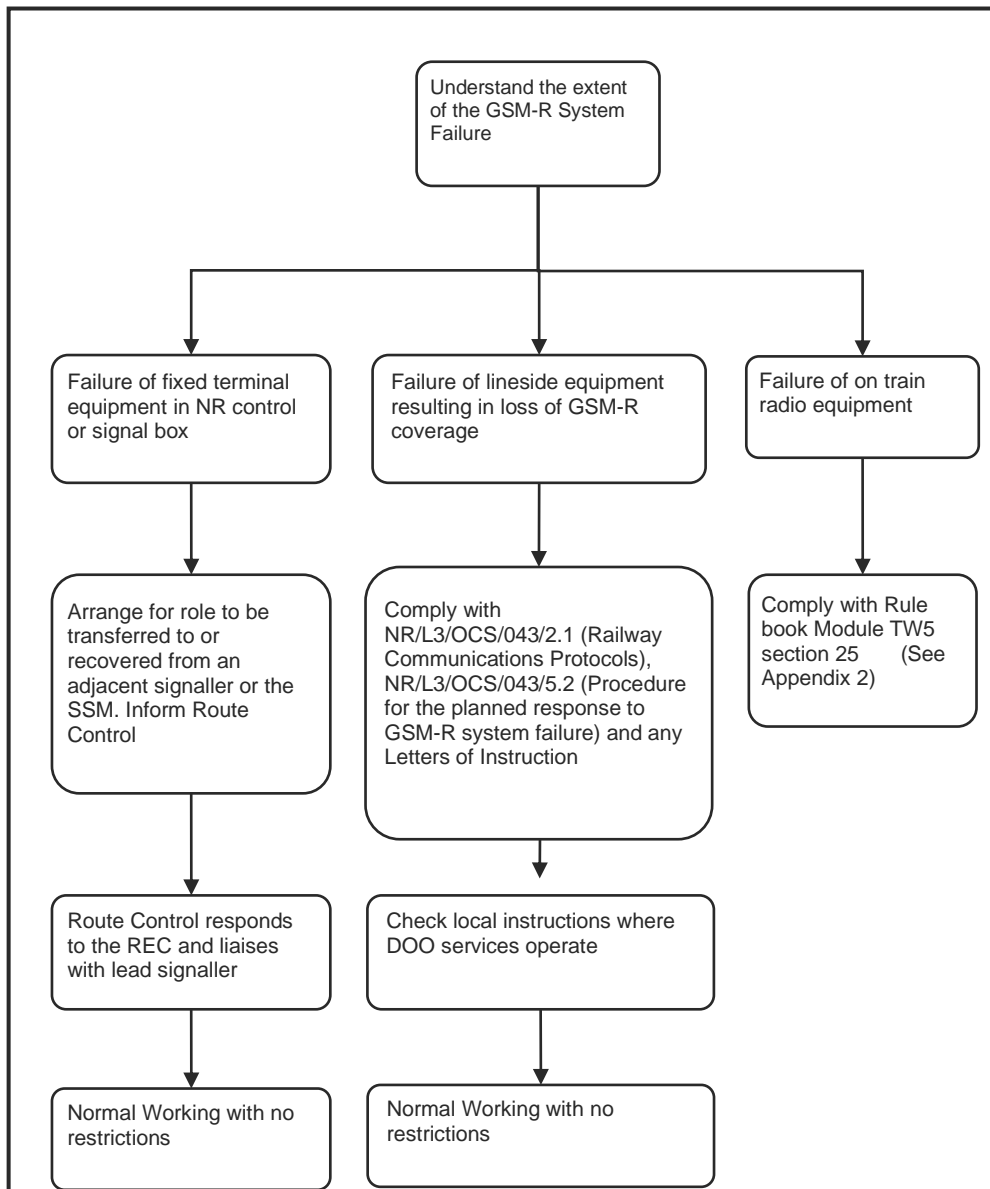 Understand the extent
of the GSM-R System
Failure
Failure of fixed terminal
equipment in NR control
or signal box
Failure of lineside equipment
resulting in loss of GSM-R
coverage
Failure of on train
radio equipment
Arrange for role to be
transferred to or
recovered from an
adjacent signaller or the
SSM. Inform Route
Control
Comply with
NR/L3/OCS/043/2.1 (Railway
Communications Protocols),
NR/L3/OCS/043/5.2 (Procedure
for the planned response to
GSM-R system failure) and any
Letters of Instruction
Comply with Rule
book Module TW5
section 25 (See
Appendix 2)
Route Control responds
to the REC and liaises
with lead signaller
Check local instructions where
DOO services operate
Normal Working with no
restrictions
Normal Working with no
restrictions